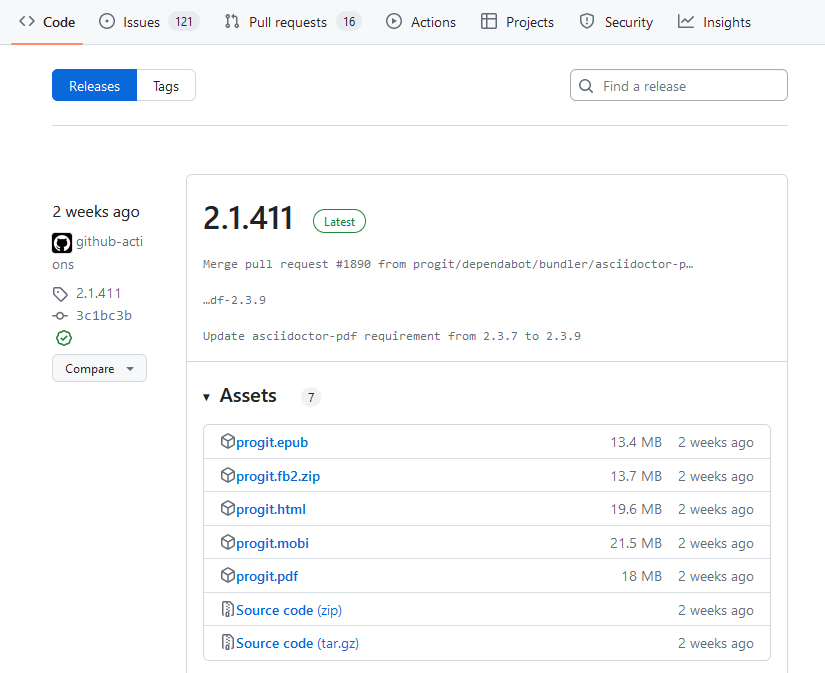 Code Issues 121 Pull requests 16 Actions Projects Security Insights
Releases Tags Find a release
2 weeks ago
github-acti
ons
2.1.411
3c1bc3b
Compare
2.1.411 Latest
Merge pull request #1890 from progit/dependabot/bundler/asciidoctor-p…
…df-2.3.9
Update asciidoctor-pdf requirement from 2.3.7 to 2.3.9
Assets 7
progit.epub 13.4 MB 2 weeks ago
progit.fb2.zip 13.7 MB 2 weeks ago
progit.html 19.6 MB 2 weeks ago
progit.mobi 21.5 MB 2 weeks ago
progit.pdf 18 MB 2 weeks ago
Source code (zip) 2 weeks ago
Source code (tar.gz) 2 weeks ago